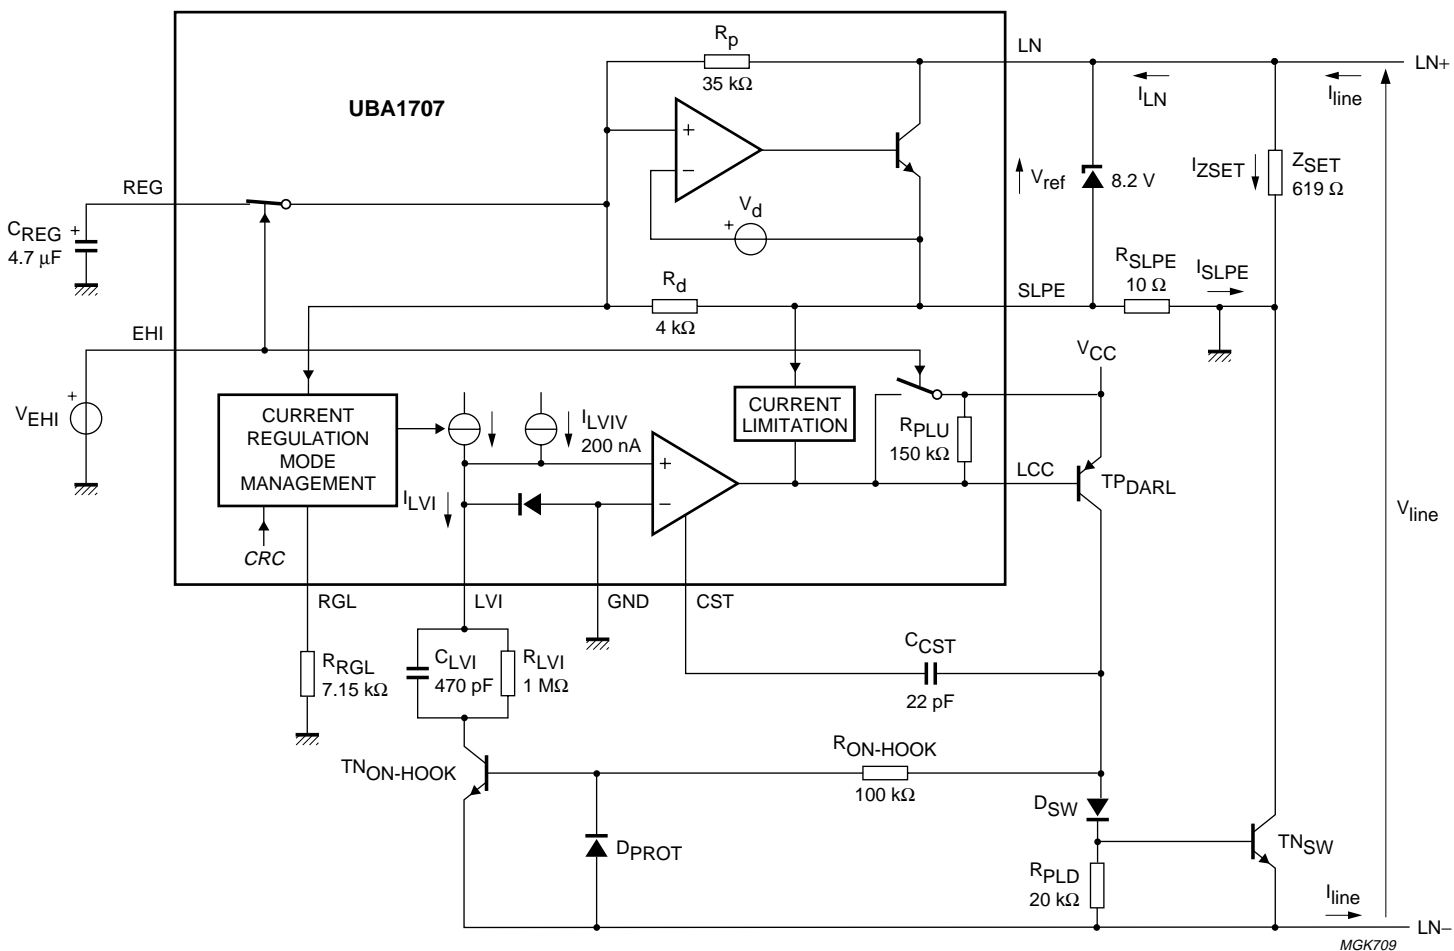 UBA1707
Rp
35 kΩ
LN
LN+
ILN
Iline
REG
CREG +
4.7 µF
+
−
Vd
+
Vref
8.2 V
IZSET
ZSET
619 Ω
Rd
4 kΩ
SLPE
RSLPE
10 Ω
ISLPE
EHI
VEHI
+
VCC
CURRENT
REGULATION
MODE
MANAGEMENT
CRC
ILVIV
200 nA
ILVI
+
−
CURRENT
LIMITATION
RPLU
150 kΩ
LCC
TPDARL
Vline
RGL
LVI
GND
CST
RRGL
7.15 kΩ
CLVI
470 pF
RLVI
1 MΩ
CCST
22 pF
TNON-HOOK
RON-HOOK
100 kΩ
DPROT
DSW
RPLD
20 kΩ
TNSW
Iline
LN−
MGK709